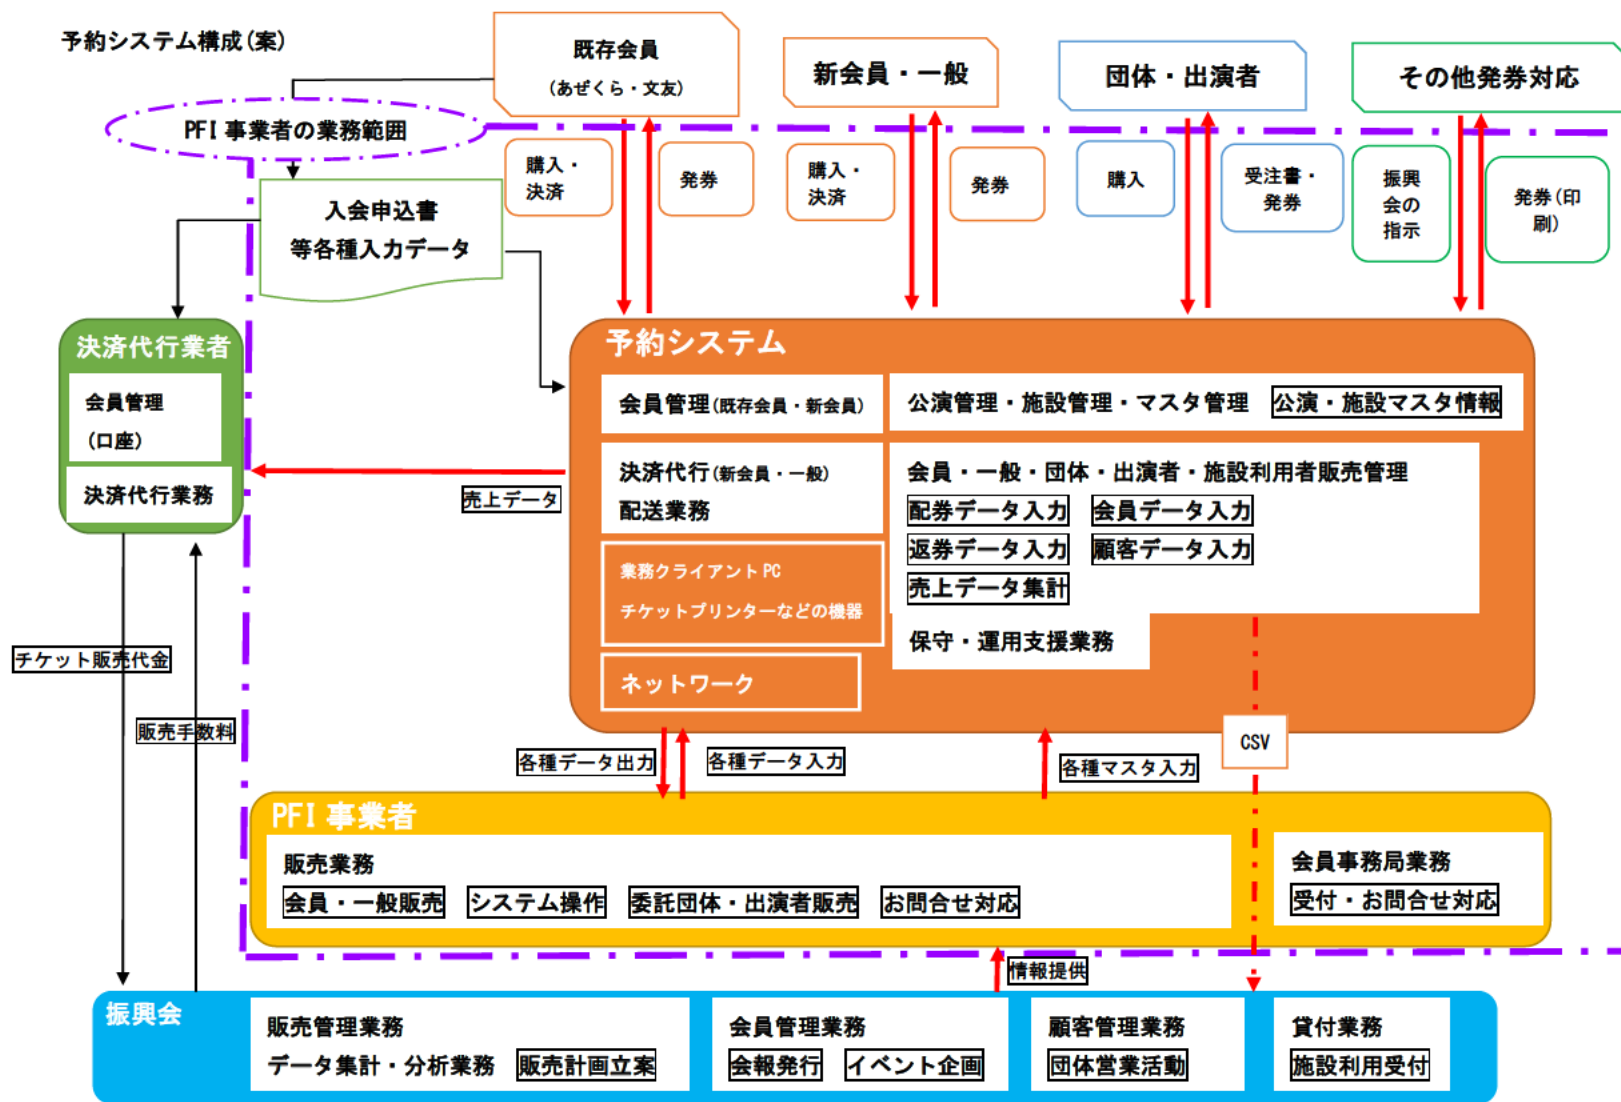 予約システム構成(案)
既存会員
(あぜくら・文友)
新会員・一般
団体・出演者
その他発券対応
PFI 事業者の業務範囲
購入・
決済
発券
購入・
決済
発券
購入
受注書・
発券
振興
会の
指示
発券(印
刷)
入会申込書
等各種入力データ
決済代行業者
会員管理
(口座)
決済代行業務
売上データ
予約システム
会員管理(既存会員・新会員)
公演管理・施設管理・マスタ管理 公演・施設マスタ情報
決済代行(新会員・一般)
配送業務
会員・一般・団体・出演者・施設利用者販売管理
配券データ入力 会員データ入力
返券データ入力 顧客データ入力
売上データ集計
業務クライアント PC
チケットプリンターなどの機器
保守・運用支援業務
ネットワーク
チケット販売代金
販売手数料
各種データ出力
各種データ入力
各種マスタ入力
CSV
PFI 事業者
販売業務
会員・一般販売 システム操作 委託団体・出演者販売 お問合せ対応
会員事務局業務
受付・お問合せ対応
情報提供
振興会
販売管理業務
データ集計・分析業務 販売計画立案
会員管理業務
会報発行 イベント企画
顧客管理業務
団体営業活動
貸付業務
施設利用受付